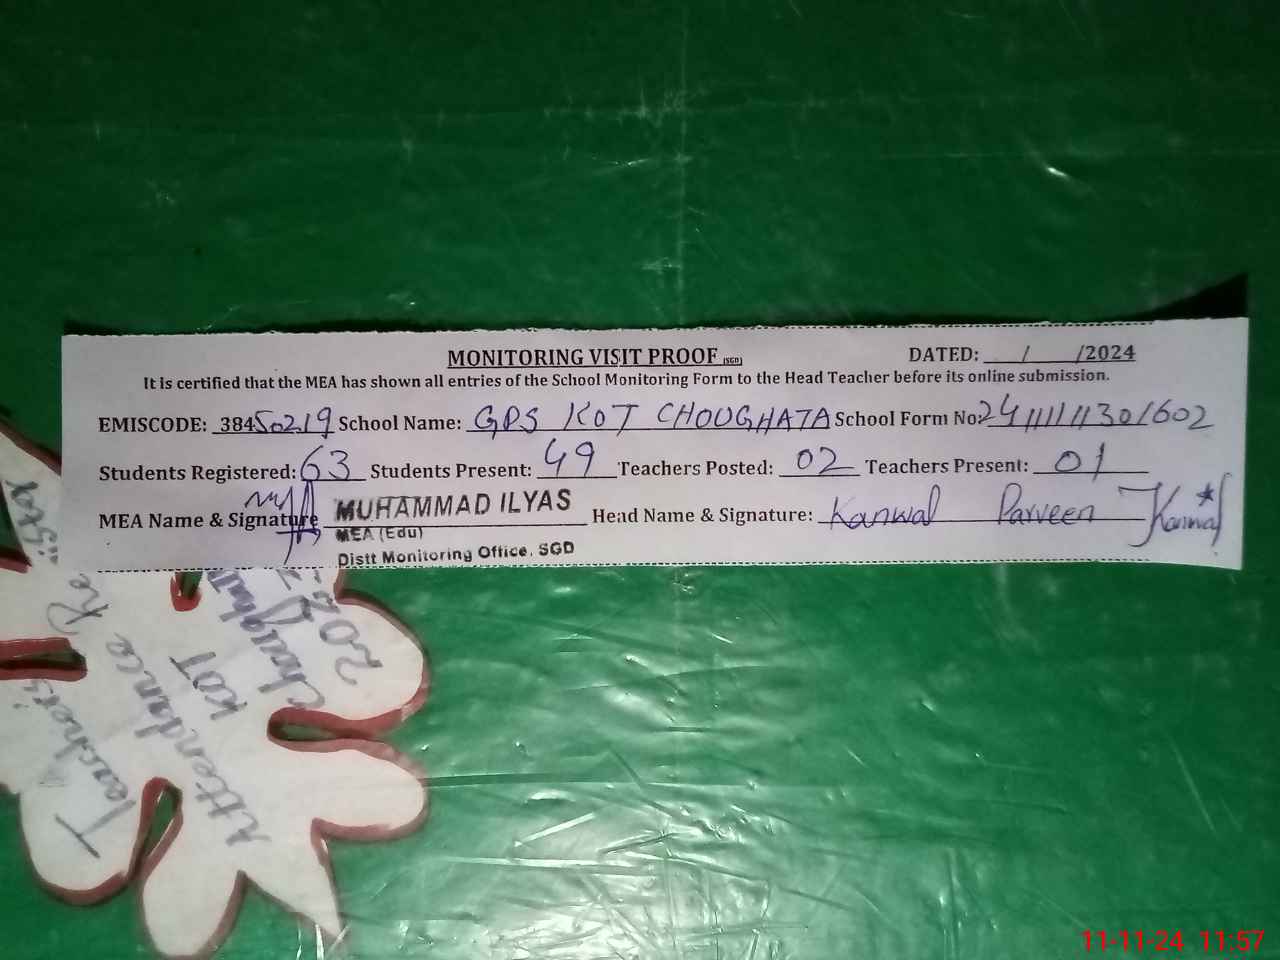 MONITORING VISIT PROOF (SGD) DATED: ___/___/2024
It is certified that the MEA has shown all entries of the School Monitoring Form to the Head Teacher before its online submission.
EMISCODE: 38450219 School Name: GPS KOT CHOUGHATA School Form No:
Students Registered: 63 Students Present: 49 Teachers Posted: 02 Teachers Present: 01
MEA Name & Signature MUHAMMAD ILYAS Head Name & Signature: Kanwal Parveen Kanwal
MEA (Edu)
Distt Monitoring Office, SGD
Teachers
Attendance Re
KOT
11-11-24 11:57